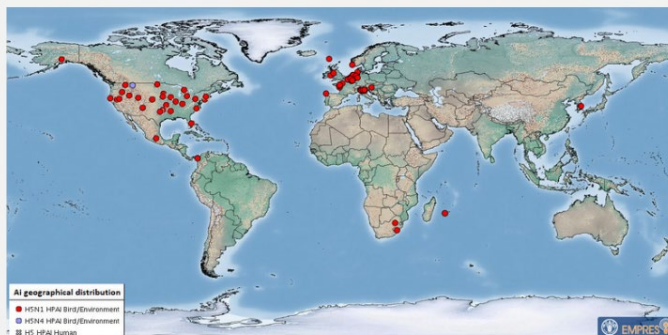 AI geographical distribution
H5N1 HPAI Bird/Environment
H5N4 HPAI Bird/Environment
H5 HPAI Human
EMPRES